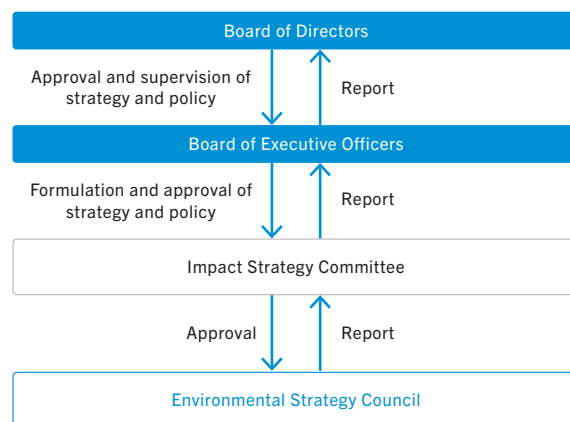 Board of Directors
Approval and supervision of
strategy and policy
Report
Board of Executive Officers
Formulation and approval of
strategy and policy
Report
Impact Strategy Committee
Approval
Report
Environmental Strategy Council